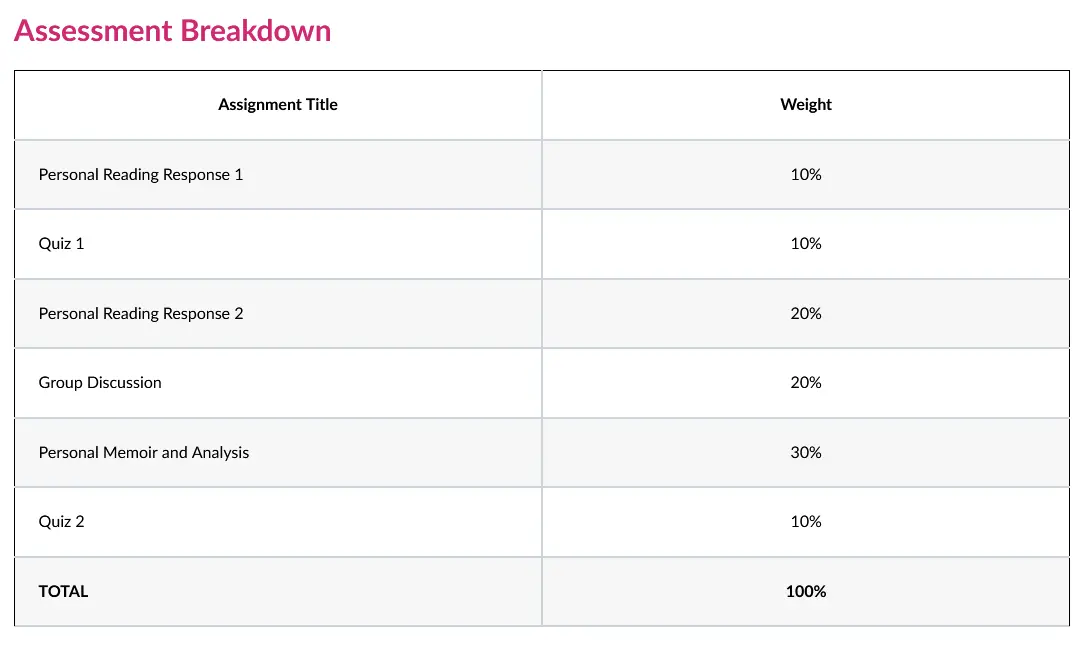 Assessment Breakdown
Assignment Title Weight
Personal Reading Response 1 10%
Quiz 1 10%
Personal Reading Response 2 20%
Group Discussion 20%
Personal Memoir and Analysis 30%
Quiz 2 10%
TOTAL 100%